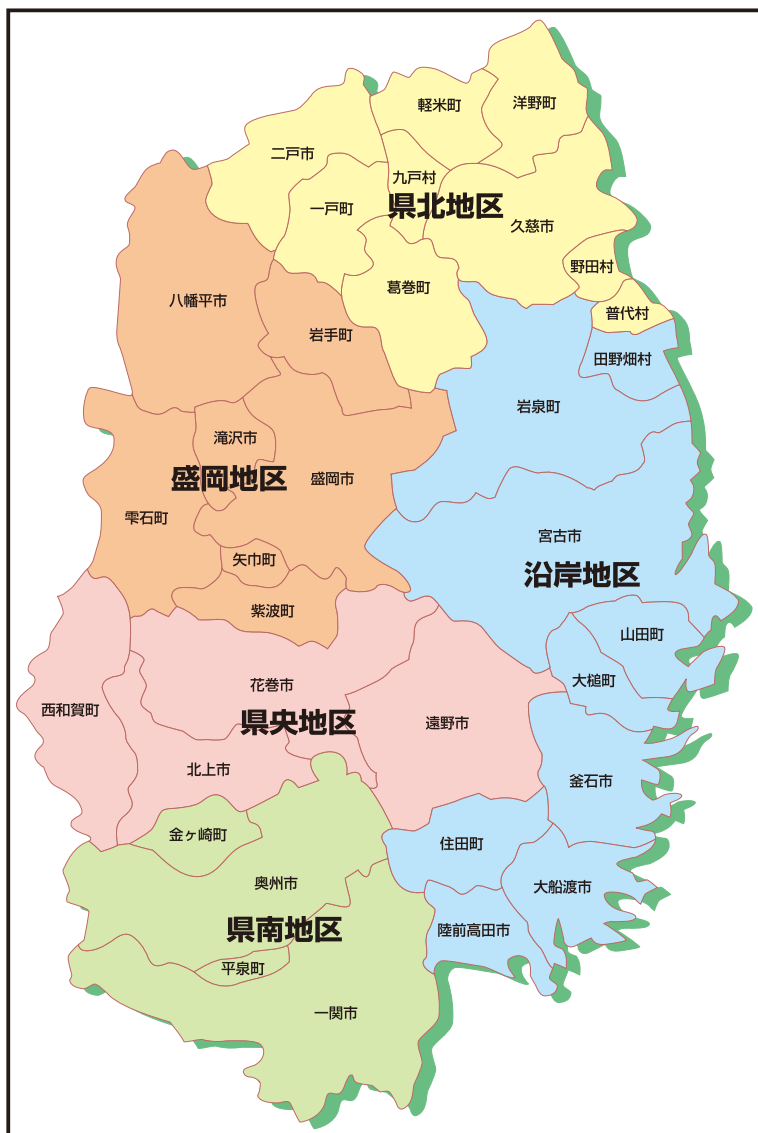 軽米町
洋野町
二戸市
九戸村
一戸町
県北地区
久慈市
野田村
葛巻町
八幡平市
普代村
岩手町
田野畑村
岩泉町
滝沢市
盛岡地区
盛岡市
雫石町
宮古市
矢巾町
沿岸地区
紫波町
山田町
大槌町
花巻市
西和賀町
県央地区
遠野市
北上市
釜石市
金ヶ崎町
住田町
奥州市
大船渡市
県南地区
陸前高田市
平泉町
一関市